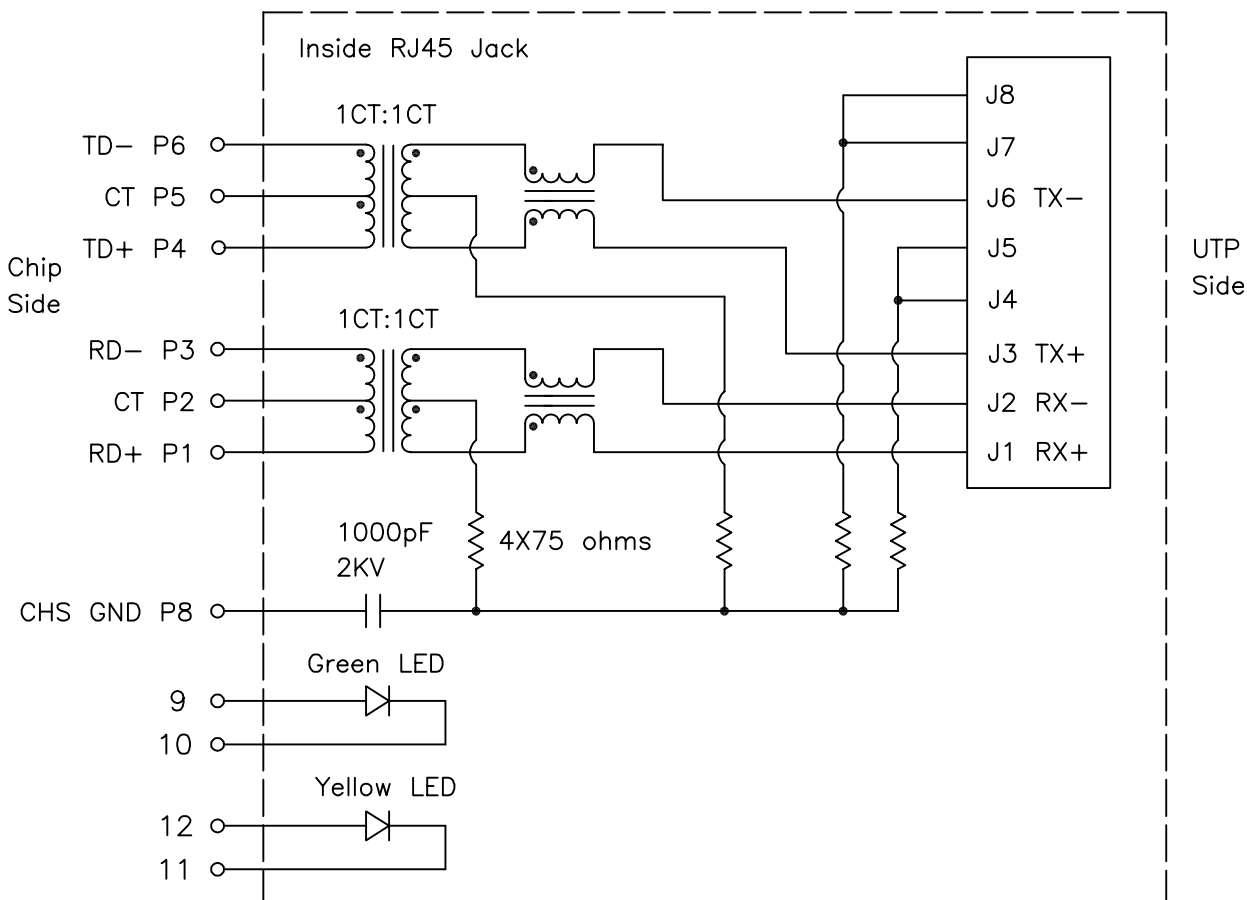 Inside RJ45 Jack
1CT:1CT
TD- P6
CT P5
TD+ P4
Chip
Side
1CT:1CT
RD- P3
CT P2
RD+ P1
J8
J7
J6 TX-
J5
J4
J3 TX+
J2 RX-
J1 RX+
UTP
Side
1000pF
2KV
4X75 ohms
CHS GND P8
Green LED
9
10
Yellow LED
12
11